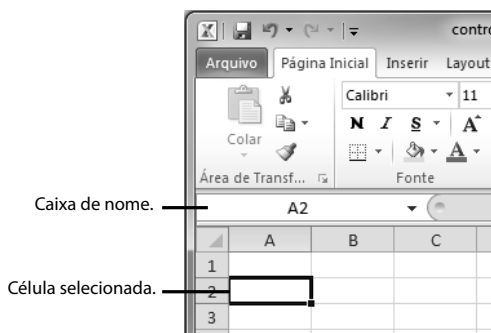 contro
Arquivo Página Inicial Inserir Layout
Calibri 11
Colar N I S A A
Área de Transf... Fonte
Caixa de nome. A2
A B C
1
Célula selecionada. 2
3